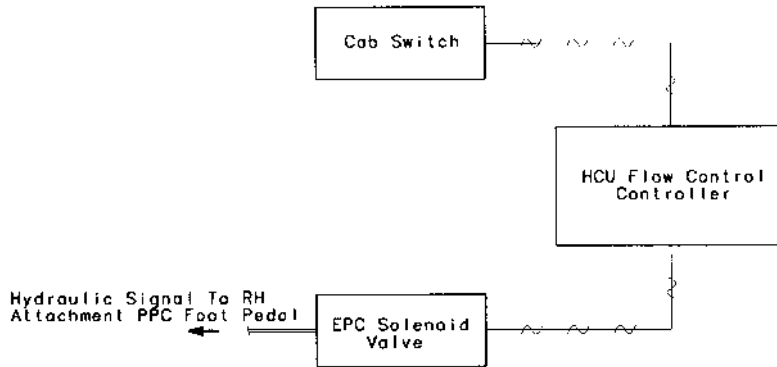 Cab Switch
HCU Flow Control
Controller
Hydraulic Signal To RH
Attachment PPC Foot Pedal
EPC Solenoid
Valve